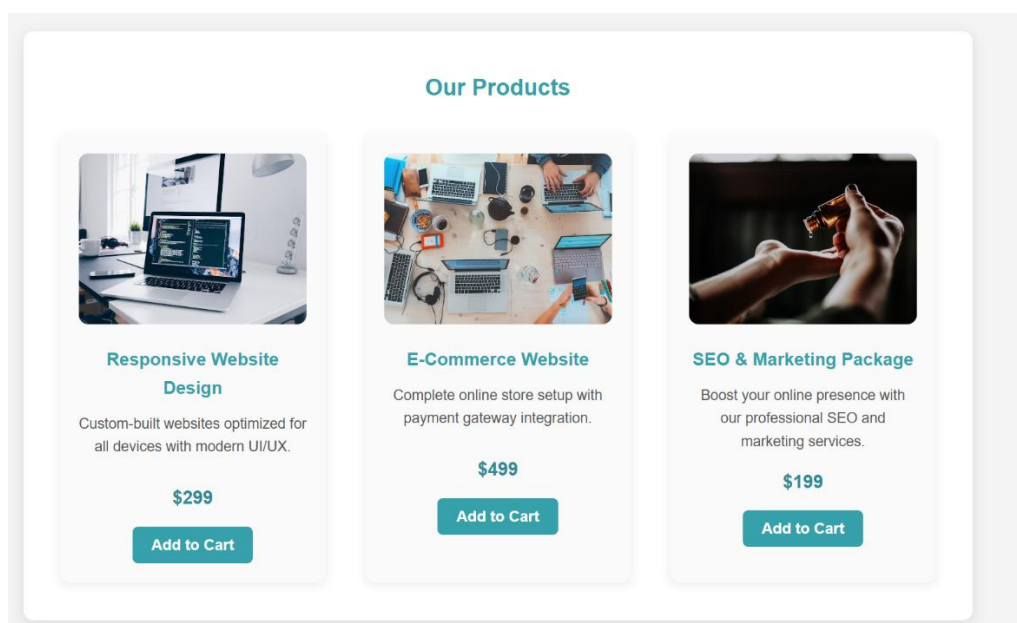 Our Products
Responsive Website
Design
Custom-built websites optimized for
all devices with modern UI/UX.
$299
Add to Cart
E-Commerce Website
Complete online store setup with
payment gateway integration.
$499
Add to Cart
SEO & Marketing Package
Boost your online presence with
our professional SEO and
marketing services.
$199
Add to Cart